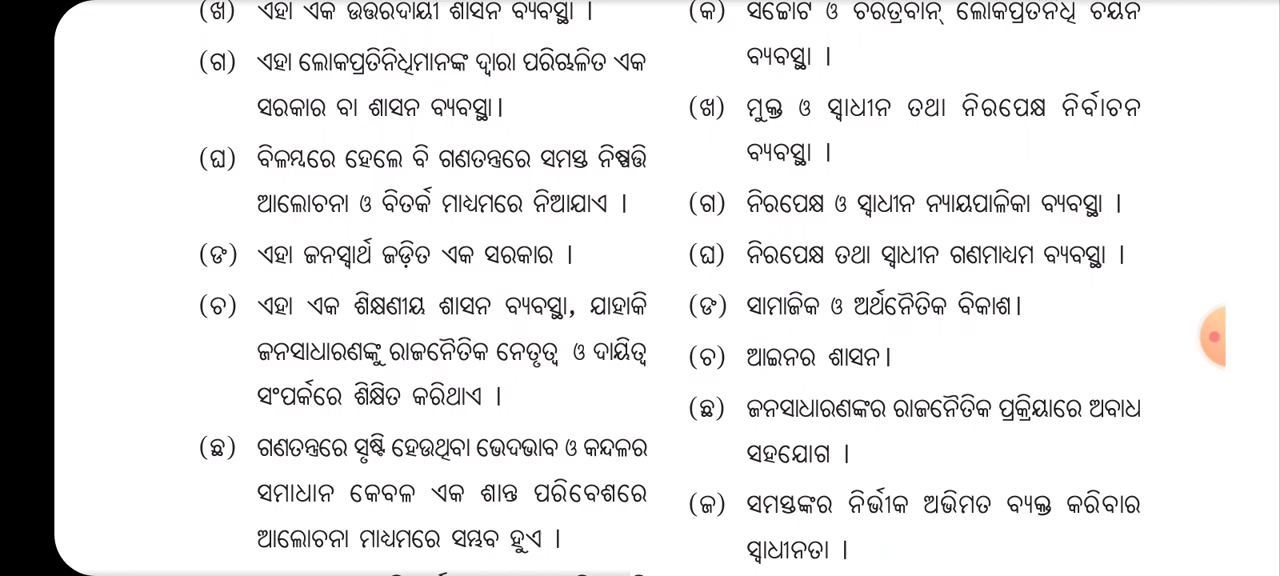 (ଖ) ଏହା ଏକ ଉତ୍ତରଦାୟୀ ଶାସନ ବ୍ୟବସ୍ଥା ।
(ଗ) ଏହା ଲୋକପ୍ରତିନିଧିମାନଙ୍କ ଦ୍ୱାରା ପରିଚାଳିତ ଏକ
ସରକାର ବା ଶାସନ ବ୍ୟବସ୍ଥା।
(ଘ) ବିଳମ୍ବରେ ହେଲେ ବି ଗଣତନ୍ତ୍ରରେ ସମସ୍ତ ନିଷ୍ପତ୍ତି
ଆଲୋଚନା ଓ ବିତର୍କ ମାଧ୍ୟମରେ ନିଆଯାଏ ।
(ଙ) ଏହା ଜନସ୍ୱାର୍ଥ ଜଡ଼ିତ ଏକ ସରକାର ।
(ଚ) ଏହା ଏକ ଶିକ୍ଷଣୀୟ ଶାସନ ବ୍ୟବସ୍ଥା, ଯାହାକି
ଜନସାଧାରଣଙ୍କୁ ରାଜନୈତିକ ନେତୃତ୍ୱ ଓ ଦାୟିତ୍ୱ
ସଂପର୍କରେ ଶିକ୍ଷିତ କରିଥାଏ ।
(ଛ) ଗଣତନ୍ତ୍ରରେ ସୃଷ୍ଟି ହେଉଥିବା ଭେଦଭାବ ଓ କନ୍ଦଳର
ସମାଧାନ କେବଳ ଏକ ଶାନ୍ତ ପରିବେଶରେ
ଆଲୋଚନା ମାଧ୍ୟମରେ ସମ୍ଭବ ହୁଏ ।
(କ) ସଚ୍ଚୋଟ ଓ ଚରିତ୍ରବାନ୍ ଲୋକପ୍ରତିନିଧି ଚୟନ
ବ୍ୟବସ୍ଥା ।
(ଖ) ମୁକ୍ତ ଓ ସ୍ୱାଧୀନ ତଥା ନିରପେକ୍ଷ ନିର୍ବାଚନ
ବ୍ୟବସ୍ଥା ।
(ଗ) ନିରପେକ୍ଷ ଓ ସ୍ୱାଧୀନ ନ୍ୟାୟପାଳିକା ବ୍ୟବସ୍ଥା ।
(ଘ) ନିରପେକ୍ଷ ତଥା ସ୍ୱାଧୀନ ଗଣମାଧ୍ୟମ ବ୍ୟବସ୍ଥା ।
(ଙ) ସାମାଜିକ ଓ ଅର୍ଥନୈତିକ ବିକାଶ।
(ଚ) ଆଇନର ଶାସନ।
(ଛ) ଜନସାଧାରଣଙ୍କର ରାଜନୈତିକ ପ୍ରକ୍ରିୟାରେ ଅବାଧ
ସହଯୋଗ ।
(ଜ) ସମସ୍ତଙ୍କର ନିର୍ଭୀକ ଅଭିମତ ବ୍ୟକ୍ତ କରିବାର
ସ୍ୱାଧୀନତା ।